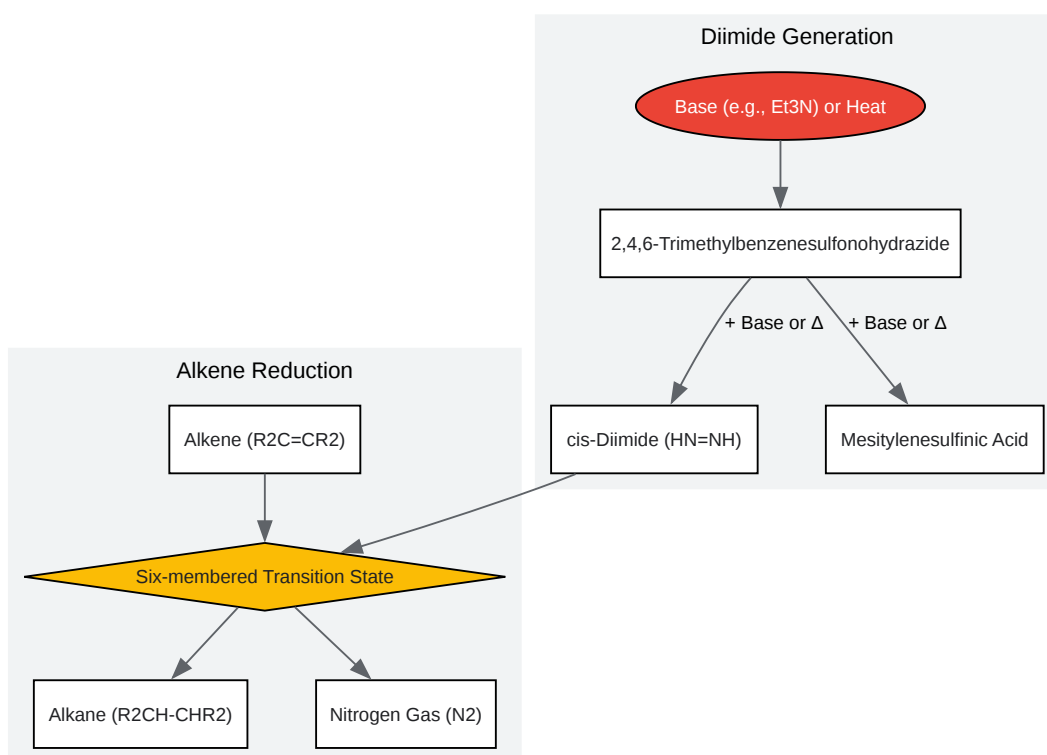 Diimide Generation
Base (e.g., Et3N) or Heat
2,4,6-Trimethylbenzenesulfonohydrazide
+ Base or Δ
+ Base or Δ
cis-Diimide (HN=NH)
Mesitylenesulfinic Acid
Alkene Reduction
Alkene (R2C=CR2)
Six-membered Transition State
Alkane (R2CH-CHR2)
Nitrogen Gas (N2)